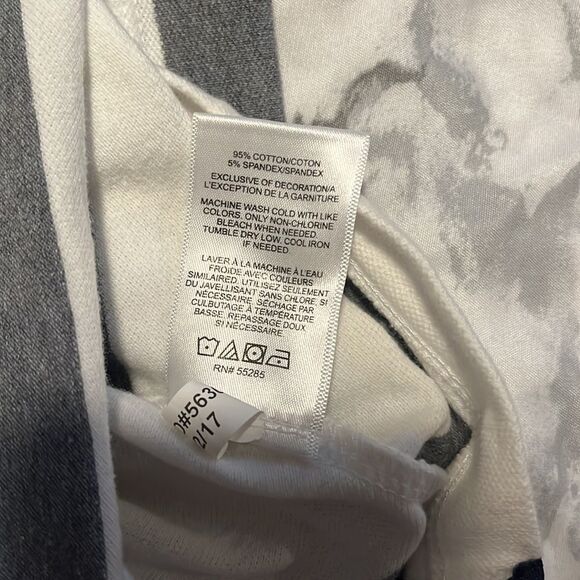 95% COTTON/COTON
5% SPANDEX/SPANDEX
EXCLUSIVE OF DECORATION/A
L'EXCEPTION DE LA GARNITURE
MACHINE WASH COLD WITH LIKE
COLORS. ONLY NON-CHLORINE
BLEACH WHEN NEEDED.
TUMBLE DRY LOW. COOL IRON
IF NEEDED
LAVER À LA MACHINE À L'EAU
FROIDE AVEC COULEURS
SIMILAIRED. UTILISEZ SEULEMENT
DU JAVELLISANT SANS CHLORE, SI
NÉCESSAIRE. SÉCHAGE PAR
CULBUTAGE À TEMPÉRATURE
BASSE. REPASSAGE DOUX
SI NÉCESSAIRE
RN# 55285
#563
/17